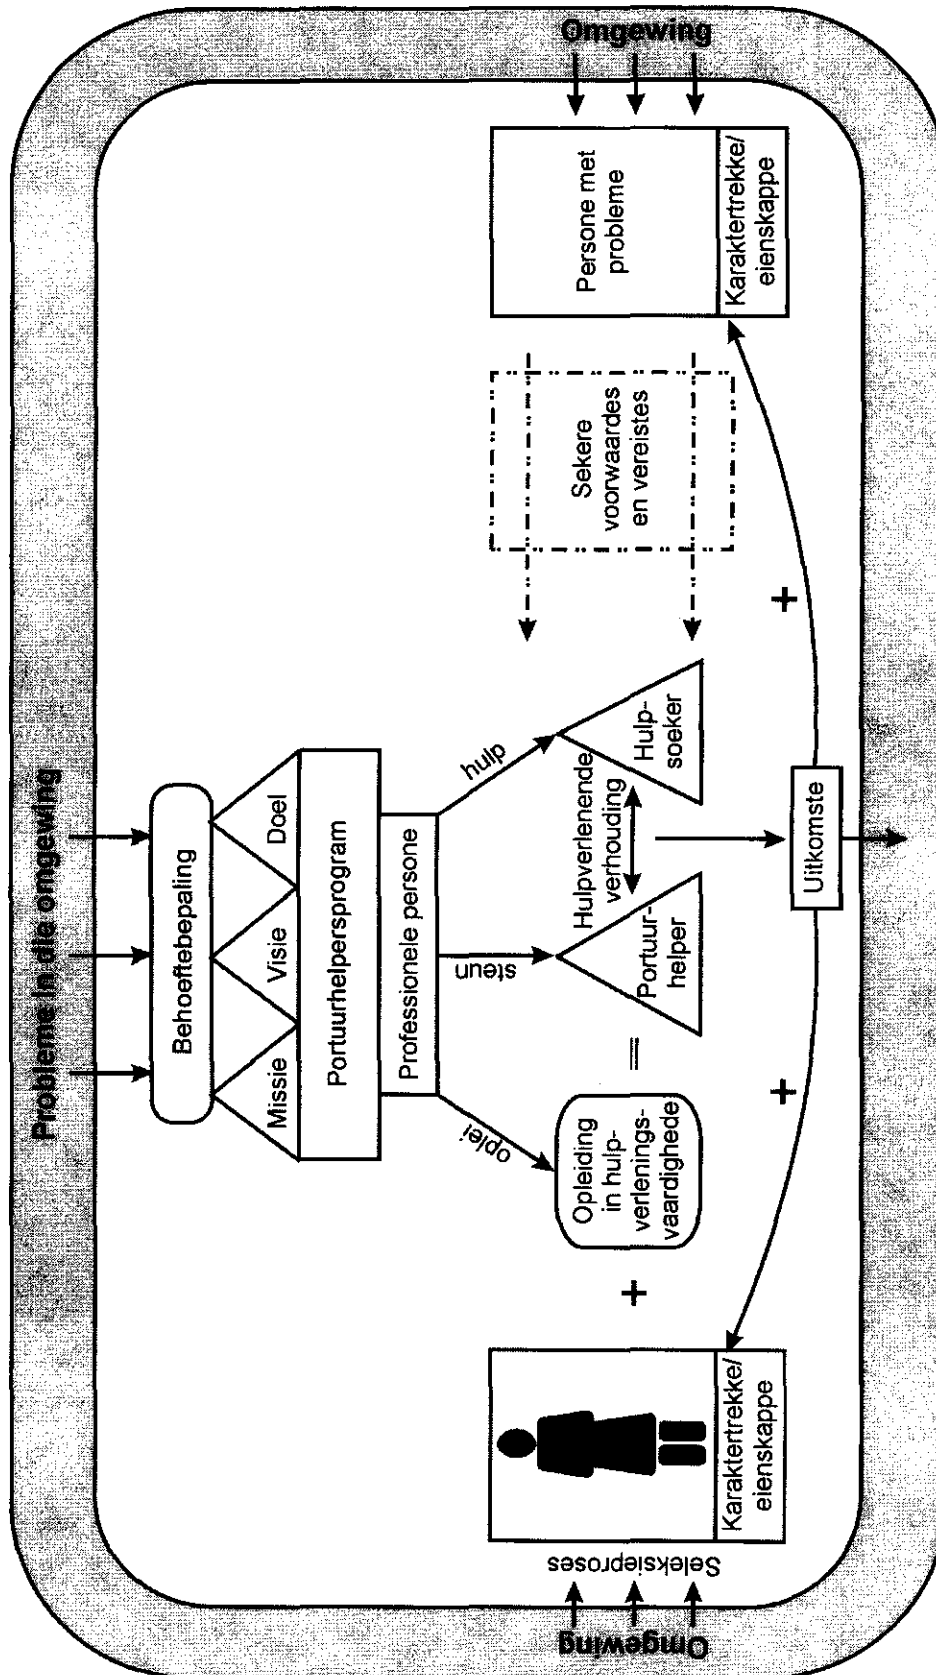 Probleme in die omgewing
Behoeftebepaling
Missie
Visie
Doel
Portuurhelpersprogram
Professionele persone
oplei
steun
hulp
Omgewing
Seleksieproses
Karaktertrekke/
eienskappe
+
Opleiding
in hulp-
verlenings-
vaardighede
=
Portuur-
helper
Hulpverlenende
verhouding
Hulp-
soeker
Sekere
voorwaardes
en vereistes
Persone met
probleme
Karaktertrekke/
eienskappe
Omgewing
+
+
Uitkomste